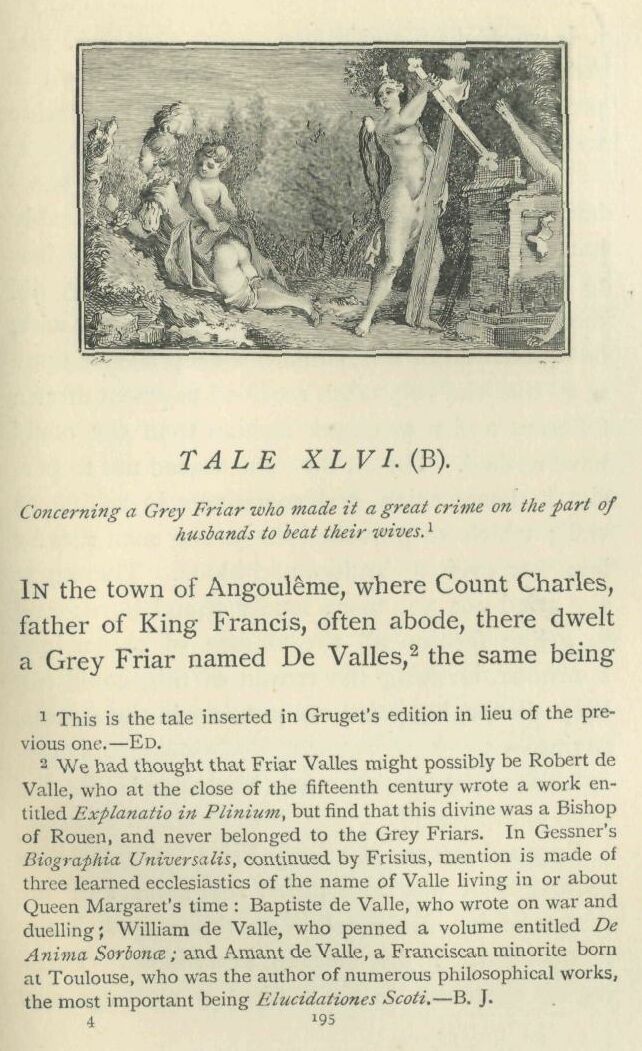 TALE XLVI. (B).
Concerning a Grey Friar who made it a great crime on the part of
husbands to beat their wives.¹
IN the town of Angoulême, where Count Charles,
father of King Francis, often abode, there dwelt
a Grey Friar named De Valles,² the same being
¹ This is the tale inserted in Gruget's edition in lieu of the pre-
vious one.—ED.
² We had thought that Friar Valles might possibly be Robert de
Valle, who at the close of the fifteenth century wrote a work en-
titled Explanatio in Plinium, but find that this divine was a Bishop
of Rouen, and never belonged to the Grey Friars. In Gessner's
Biographia Universalis, continued by Frisius, mention is made of
three learned ecclesiastics of the name of Valle living in or about
Queen Margaret's time : Baptiste de Valle, who wrote on war and
duelling ; William de Valle, who penned a volume entitled De
Anima Sorbonæ ; and Amant de Valle, a Franciscan minorite born
at Toulouse, who was the author of numerous philosophical works,
the most important being Elucidationes Scoti.—B. J.
4 195